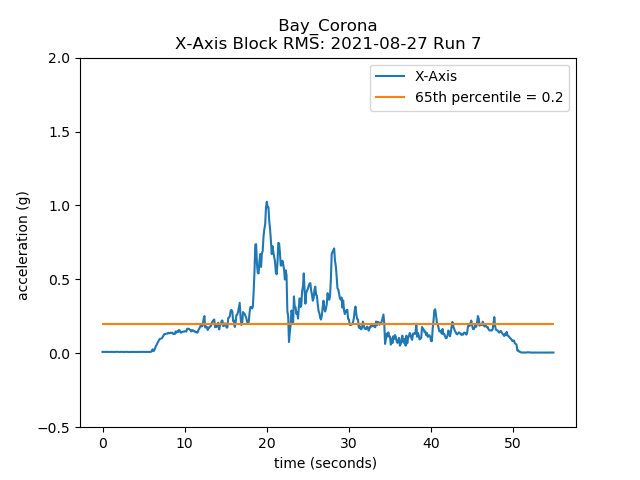 Bay_Corona
X-Axis Block RMS: 2021-08-27 Run 7
X-Axis
65th percentile = 0.2
acceleration (g)
2.0
1.5
1.0
0.5
0.0
−0.5
0 10 20 30 40 50
time (seconds)